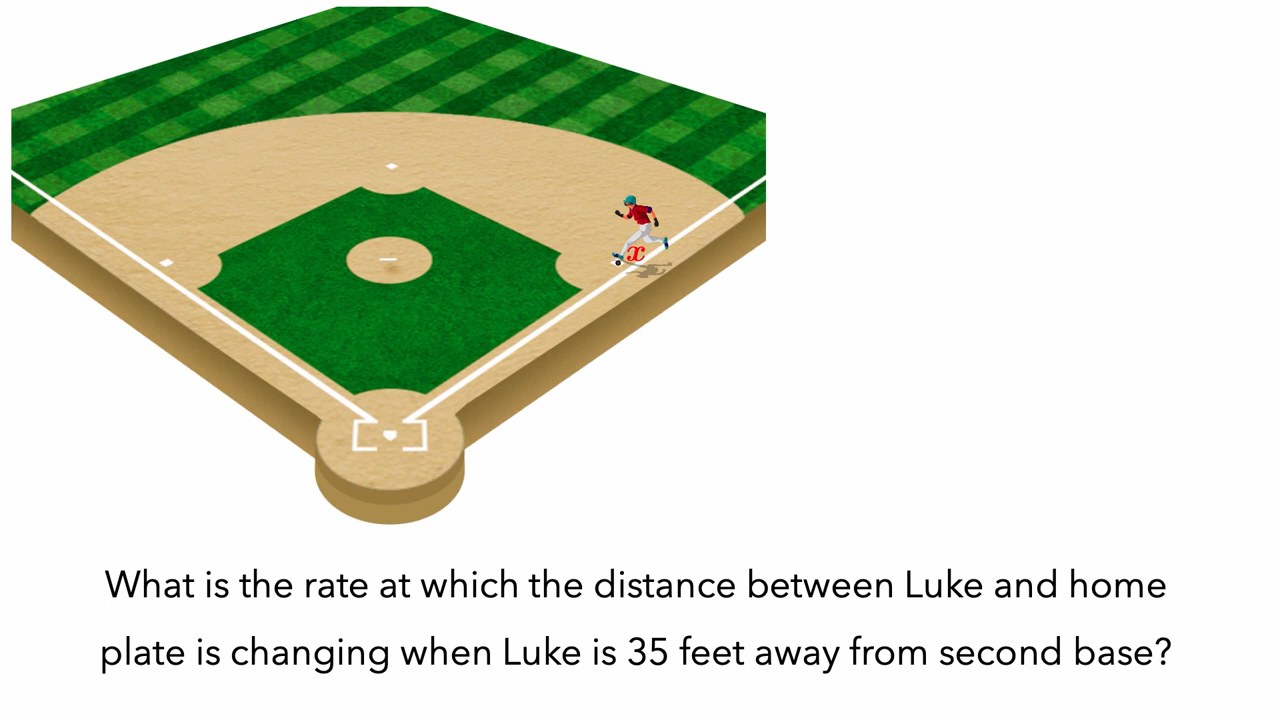 x
What is the rate at which the distance between Luke and home
plate is changing when Luke is 35 feet away from second base?